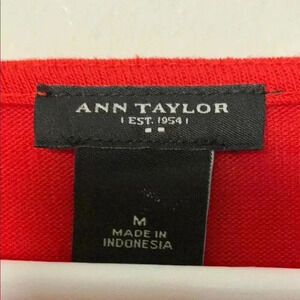 ANN TAYLOR
EST. 1954
M
MADE IN
INDONESIA